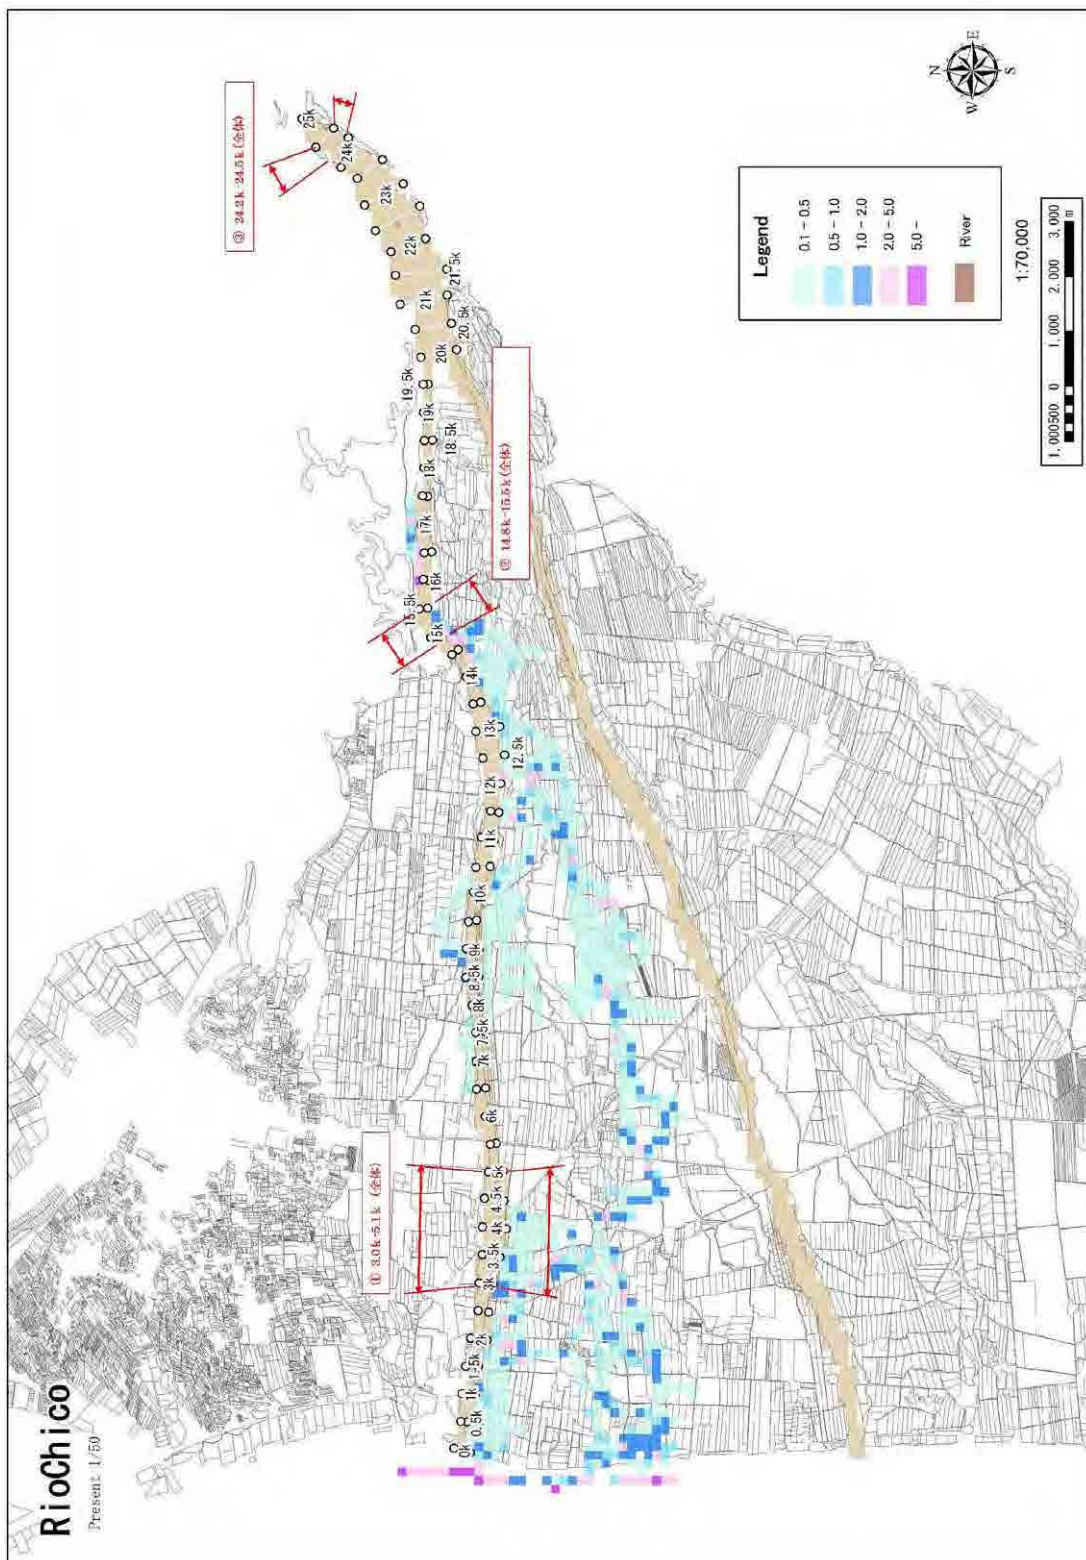 RioChico
Present 1/50
① 3.0k-5.1k (全体)
② 14.8k-15.5k (全体)
③ 24.2k-24.5k (全体)
0k
0.5k
1k
1.5k
2k
3k
3.5k
4k
4.5k
5k
6k
7k
7.5k
8k
8.5k
9k
10k
11k
12k
12.5k
13k
14k
15k
15.5k
16k
17k
18k
18.5k
19k
19.5k
20k
20.5k
21k
21.5k
22k
23k
24k
25k
N
E
S
W
Legend
0.1 - 0.5
0.5 - 1.0
1.0 - 2.0
2.0 - 5.0
5.0 -
River
1:70,000
1,000500 0 1,000 2,000 3,000
m